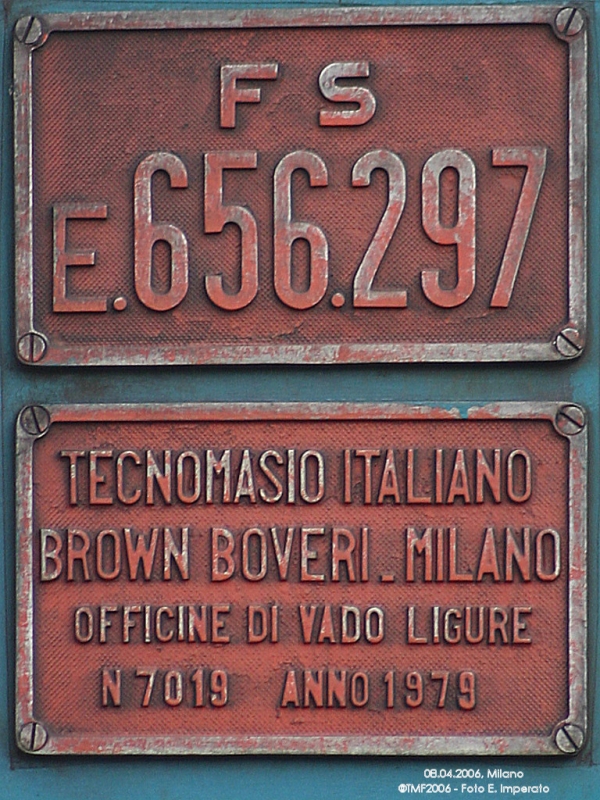 F S
E.656.297
TECNOMASIO ITALIANO
BROWN BOVERI - MILANO
OFFICINE DI VADO LIGURE
N 7019 ANNO 1979
08.04.2006, Milano
©TMF2006 - Foto E. Imperato